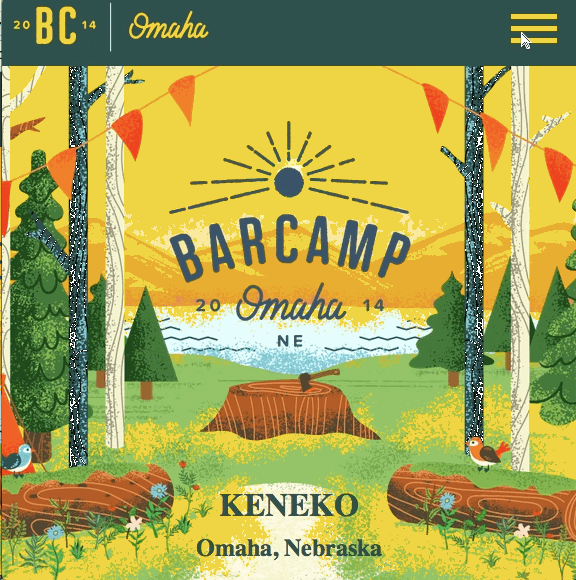 20 BC 14 Omaha
BARCAMP
20 Omaha 14
NE
KENEKO
Omaha, Nebraska